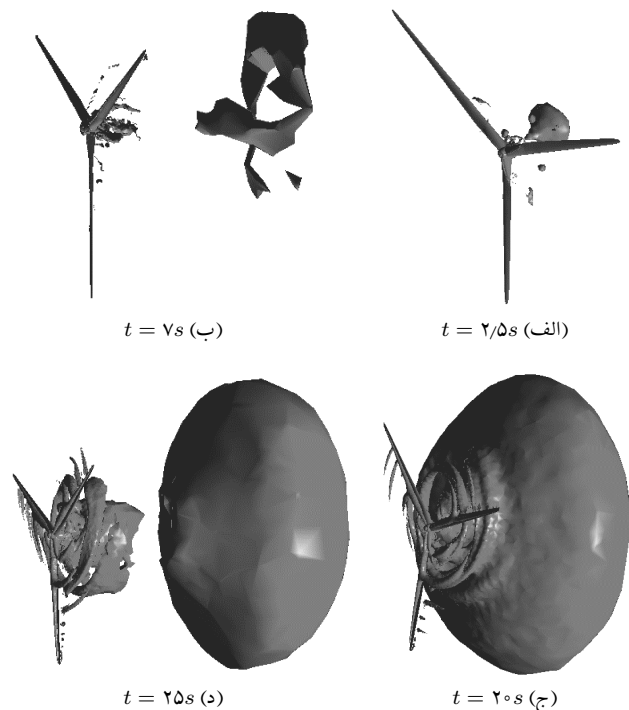 (الف) t = ۲٫۵s
(ب) t = ۷s
(ج) t = ۲۰s
(د) t = ۲۵s